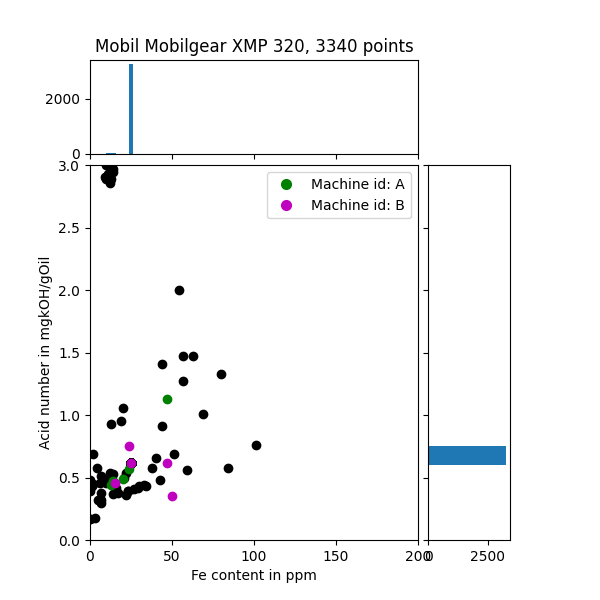 Mobil Mobilgear XMP 320, 3340 points
2000
0
3.0
2.5
2.0
1.5
1.0
0.5
0.0
Acid number in mgkOH/gOil
Machine id: A
Machine id: B
0 50 100 150 200
0 2500
Fe content in ppm